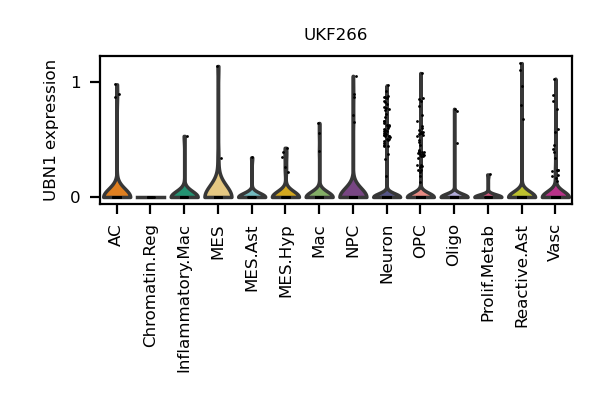 UKF266
UBN1 expression
1
0
AC
Chromatin.Reg
Inflammatory.Mac
MES
MES.Ast
MES.Hyp
Mac
NPC
Neuron
OPC
Oligo
Prolif.Metab
Reactive.Ast
Vasc